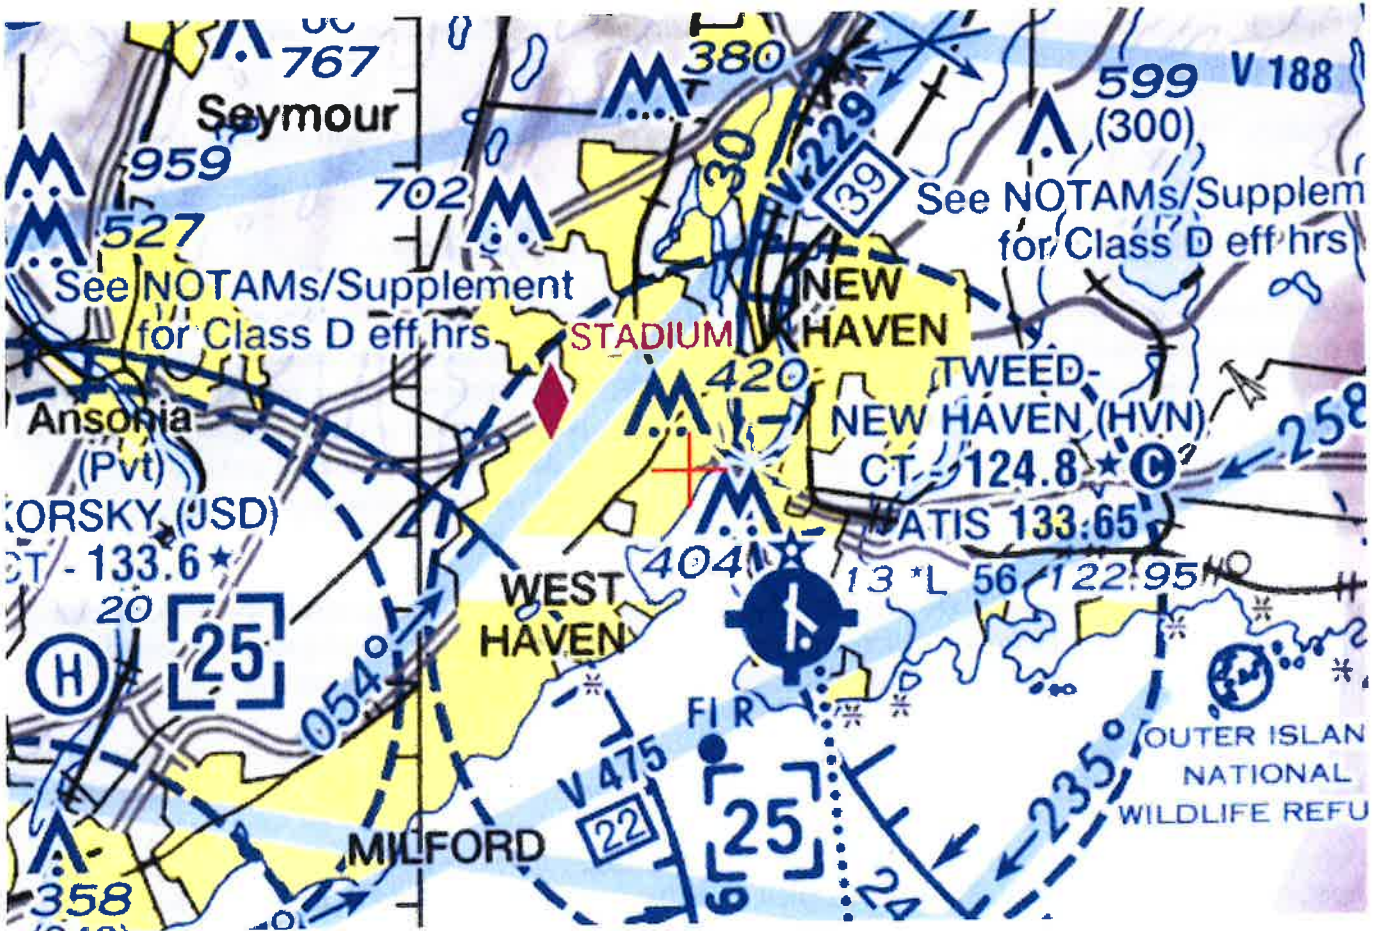 767
380
Seymour
599
V 188
(300)
959
30
V 229
702
39
See NOTAMs/Supplem
527
for Class D eff hrs
See NOTAMs/Supplement
for Class D eff hrs
NEW
HAVEN
STADIUM
420
TWEED-
NEW HAVEN (HVN)
258
Ansonia
(Pvt)
CT - 124.8 ★ C
KORSKY (JSD)
ATIS 133.65
CT - 133.6 ★
404
13 *L 56 122.95
20
WEST
HAVEN
25
H
054°
FIR
V 475
OUTER ISLAN
NATIONAL
WILDLIFE REFU
235°
22
25
MILFORD
358
24